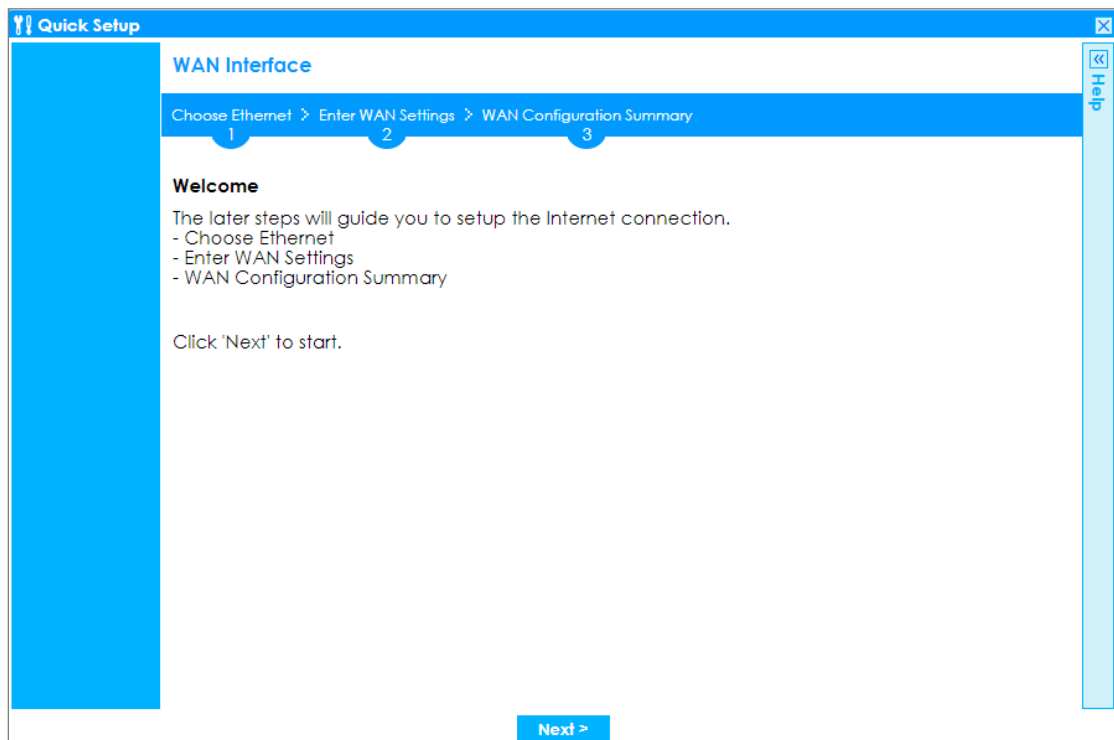 Quick Setup
WAN Interface
Help
Choose Ethernet > Enter WAN Settings > WAN Configuration Summary
1 2 3
Welcome
The later steps will guide you to setup the Internet connection.
- Choose Ethernet
- Enter WAN Settings
- WAN Configuration Summary
Click 'Next' to start.
Next >